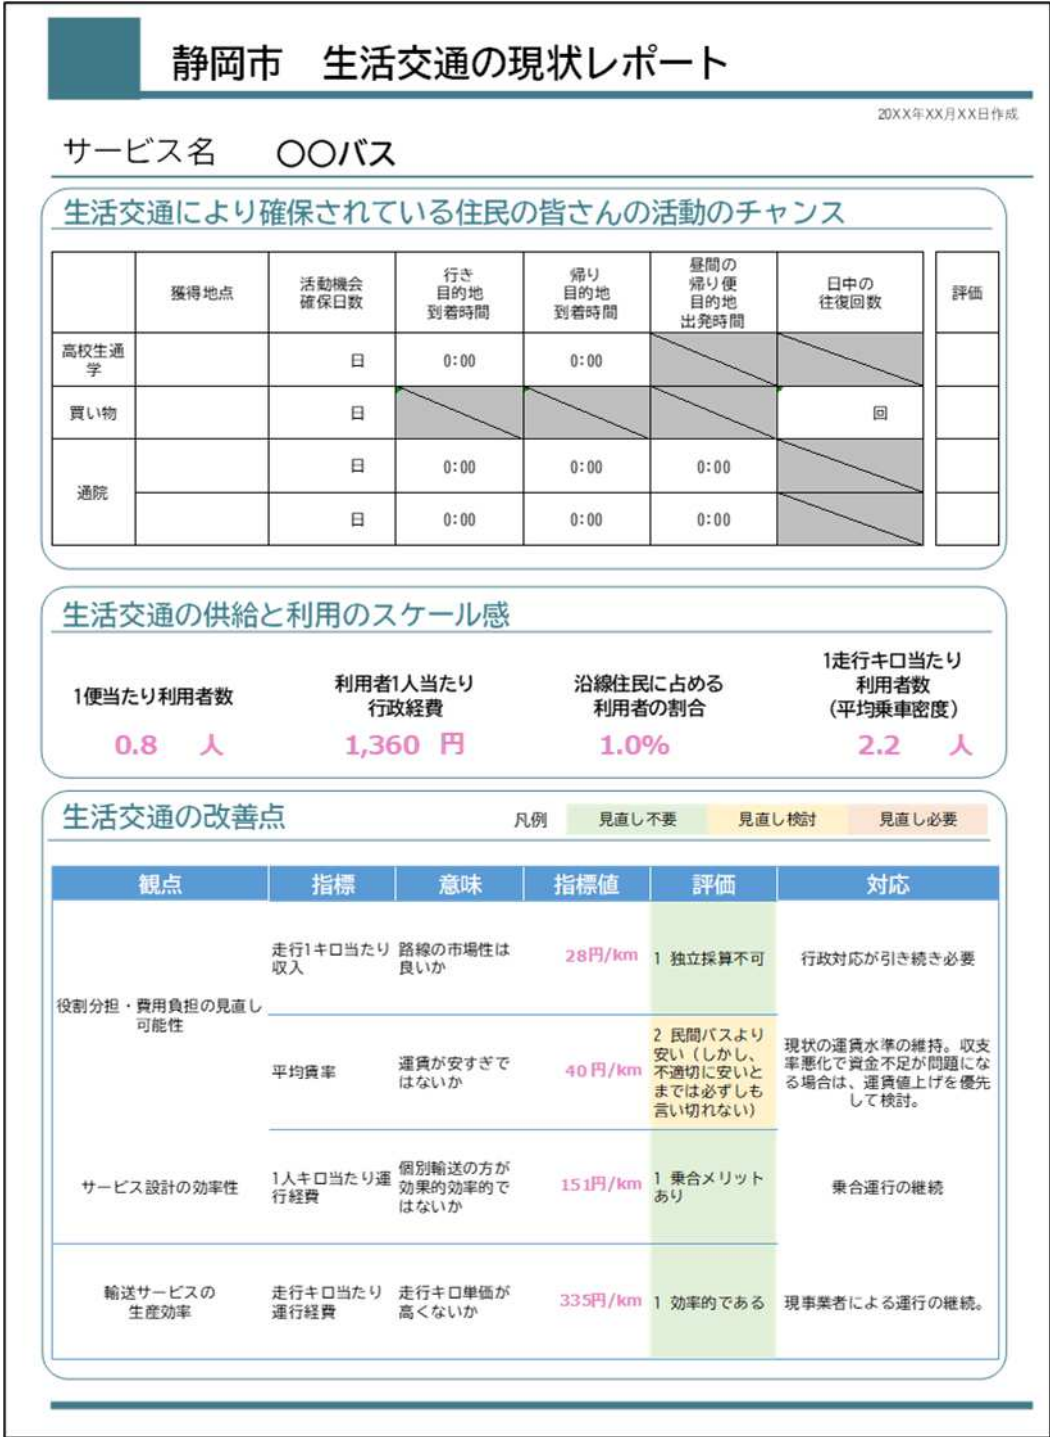 静岡市　生活交通の現状レポート
20XX年XX月XX日作成
サービス名　〇〇バス
生活交通により確保されている住民の皆さんの活動のチャンス
獲得地点
活動機会
確保日数
行き
目的地
到着時間
帰り
目的地
到着時間
昼間の
帰り便
目的地
出発時間
日中の
往復回数
評価
高校生通
学
日
0:00
0:00
買い物
日
回
通院
日
0:00
0:00
0:00
日
0:00
0:00
0:00
生活交通の供給と利用のスケール感
1便当たり利用者数
0.8 人
利用者1人当たり
行政経費
1,360 円
沿線住民に占める
利用者の割合
1.0%
1走行キロ当たり
利用者数
（平均乗車密度）
2.2 人
生活交通の改善点
凡例 見直し不要 見直し検討 見直し必要
観点 指標 意味 指標値 評価 対応
役割分担・費用負担の見直し
可能性
走行1キロ当たり
収入
路線の市場性は
良いか
28円/km
1 独立採算不可
行政対応が引き続き必要
平均賃率
運賃が安すぎで
はないか
40円/km
2 民間バスより
安い（しかし、
不適切に安いと
までは必ずしも
言い切れない）
現状の運賃水準の維持。収支
率悪化で資金不足が問題にな
る場合は、運賃値上げを優先
して検討。
サービス設計の効率性
1人キロ当たり運
行経費
個別輸送の方が
効果的効率的で
はないか
151円/km
1 乗合メリット
あり
乗合運行の継続
輸送サービスの
生産効率
走行キロ当たり
運行経費
走行キロ単価が
高くないか
335円/km
1 効率的である
現事業者による運行の継続。